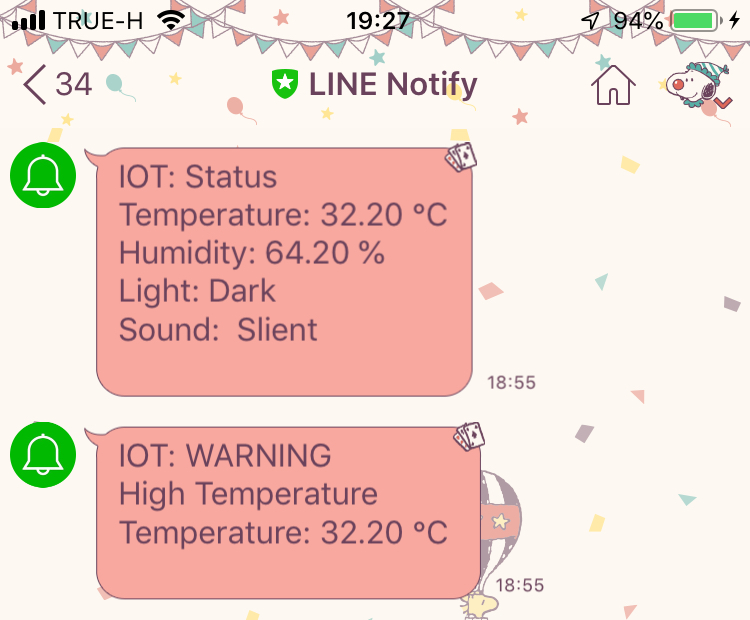 TRUE-H 19:27 94%
34 LINE Notify
IOT: Status
Temperature: 32.20 °C
Humidity: 64.20 %
Light: Dark
Sound:  Slient
18:55
IOT: WARNING
High Temperature
Temperature: 32.20 °C
18:55